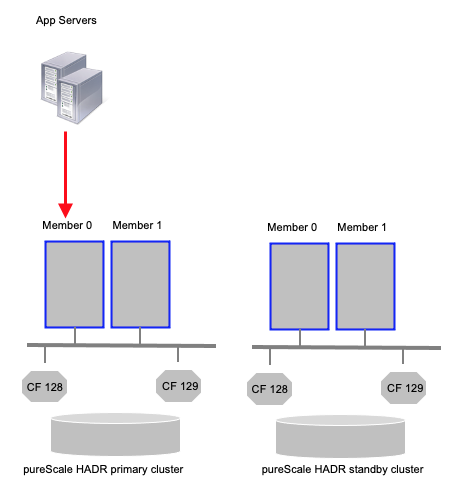 App Servers
Member 0
Member 1
Member 0
Member 1
CF 128
CF 129
CF 128
CF 129
pureScale HADR primary cluster
pureScale HADR standby cluster